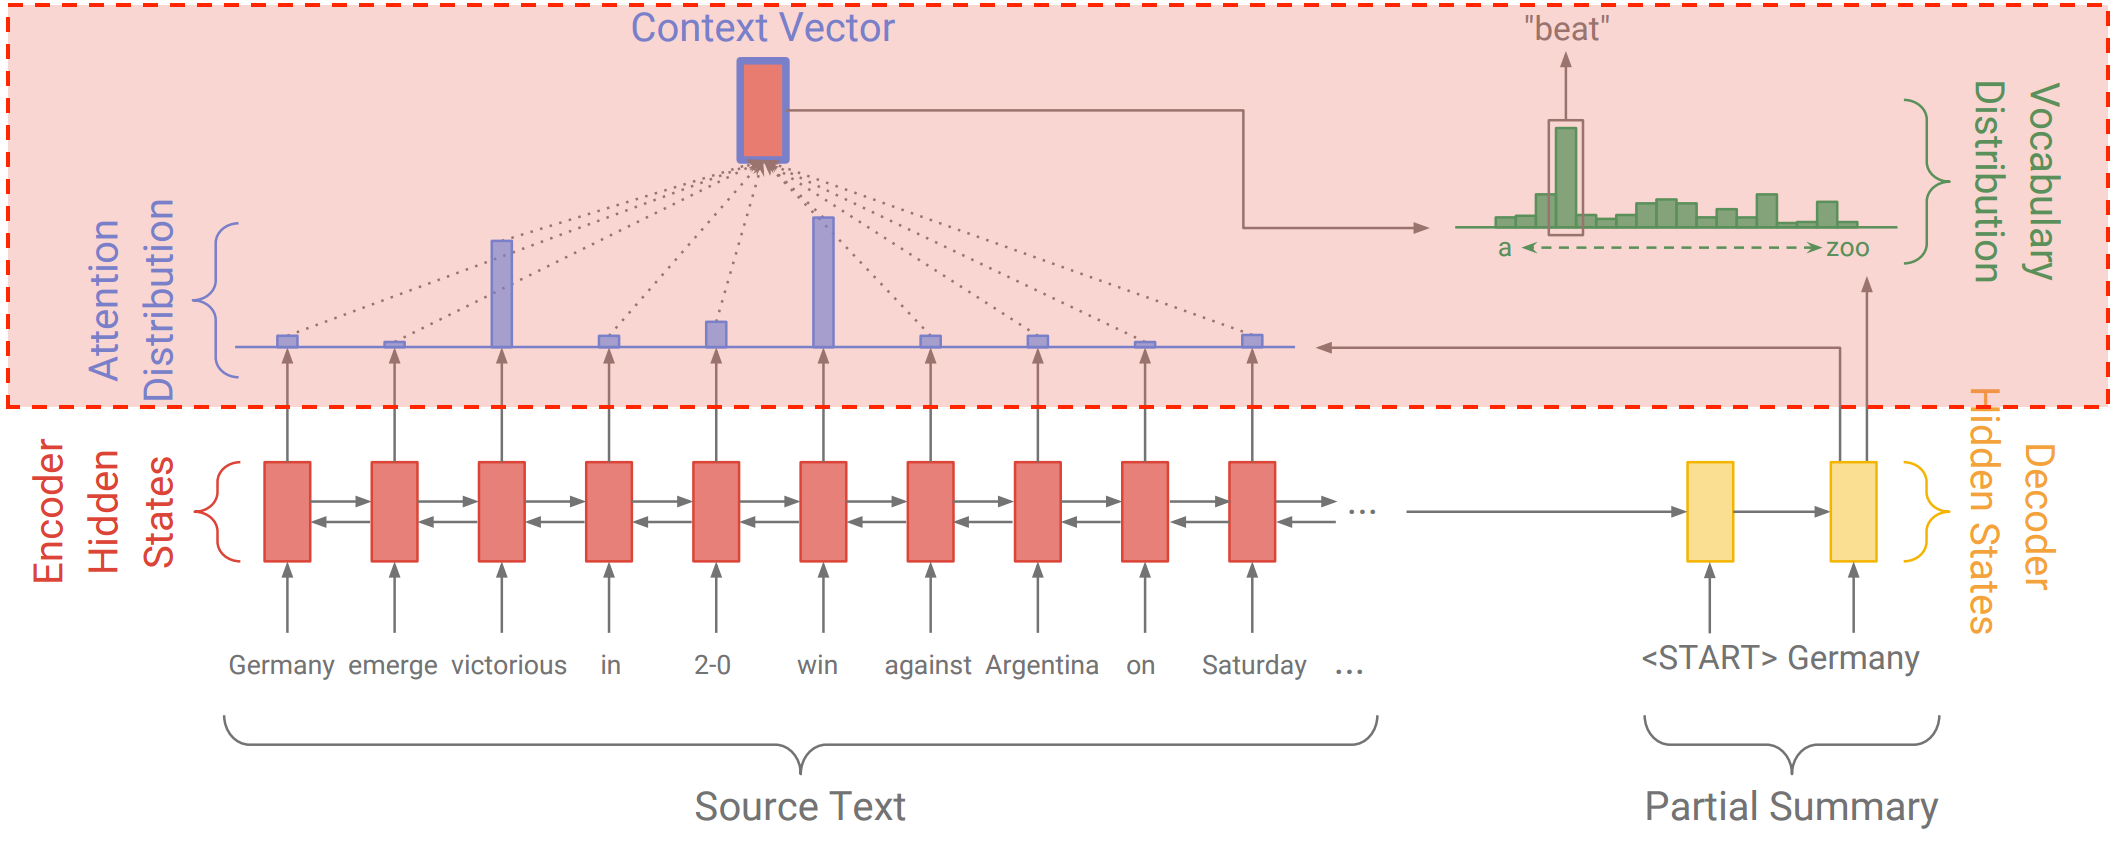 Context Vector
"beat"
Attention
Distribution
a
zoo
Vocabulary
Distribution
Encoder
Hidden
States
...
Decoder
Hidden States
Germany emerge victorious in 2-0 win against Argentina on Saturday ...
<START> Germany
Source Text
Partial Summary